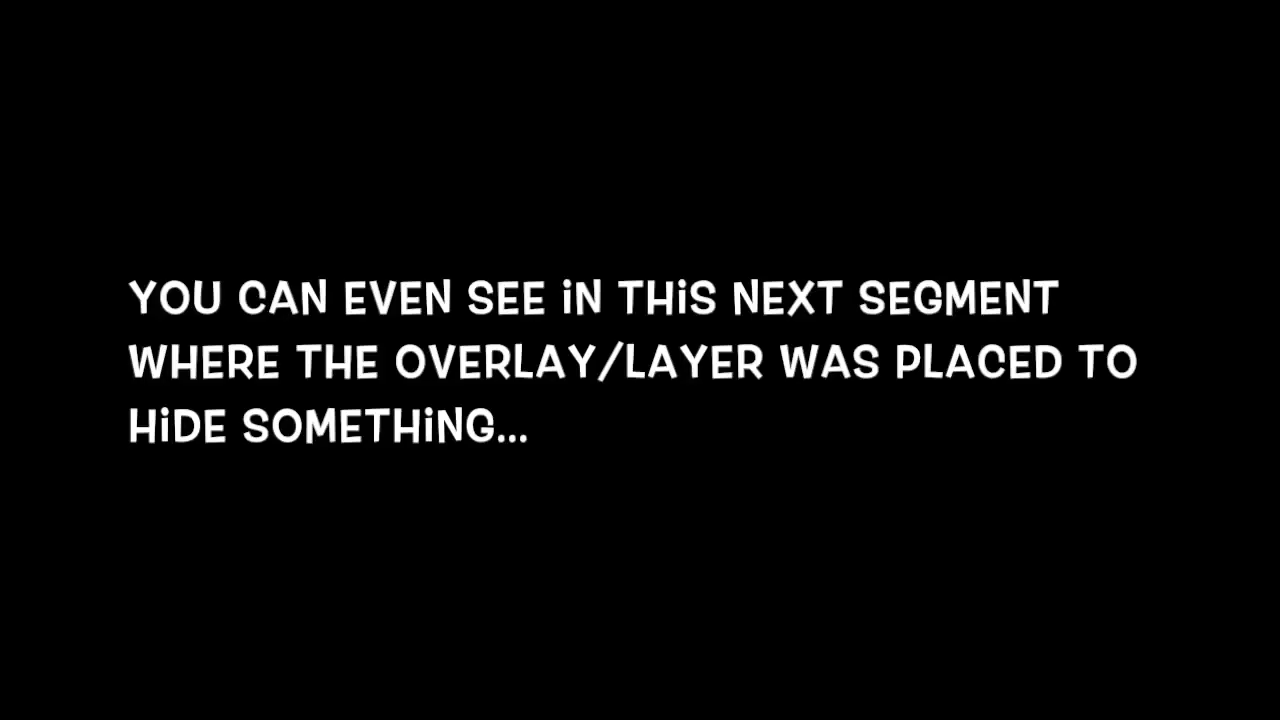 YOU CAN EVEN SEE iN THiS NEXT SEGMENT
WHERE THE OVERLAY/LAYER WAS PLACED TO
HiDE SOMETHiNG...